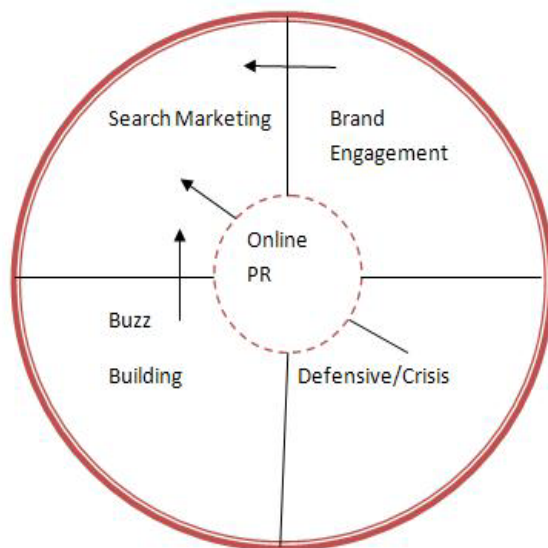 Search Marketing
Brand
Engagement
Online
PR
Buzz
Building
Defensive/Crisis